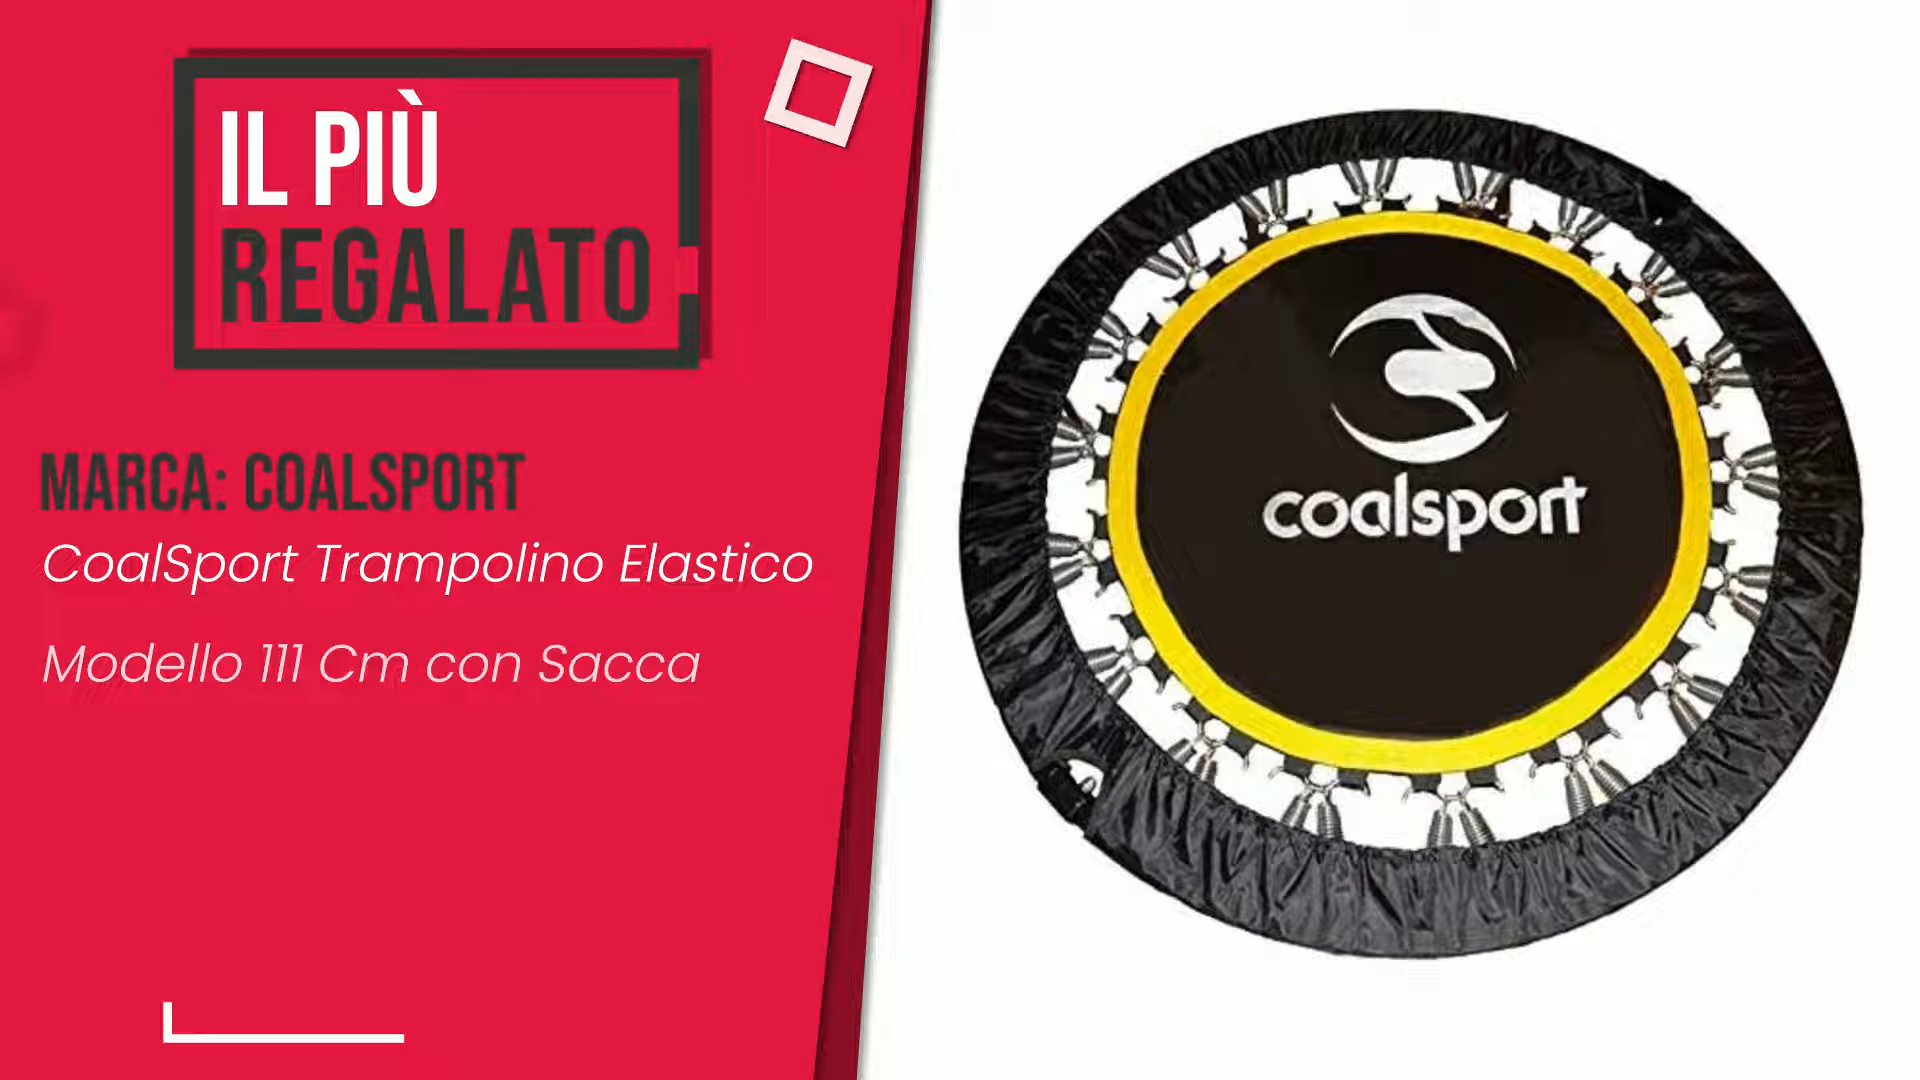 IL PIÙ
REGALATO
MARCA: COALSPORT
CoalSport Trampolino Elastico
Modello 111 Cm con Sacca
coalsport